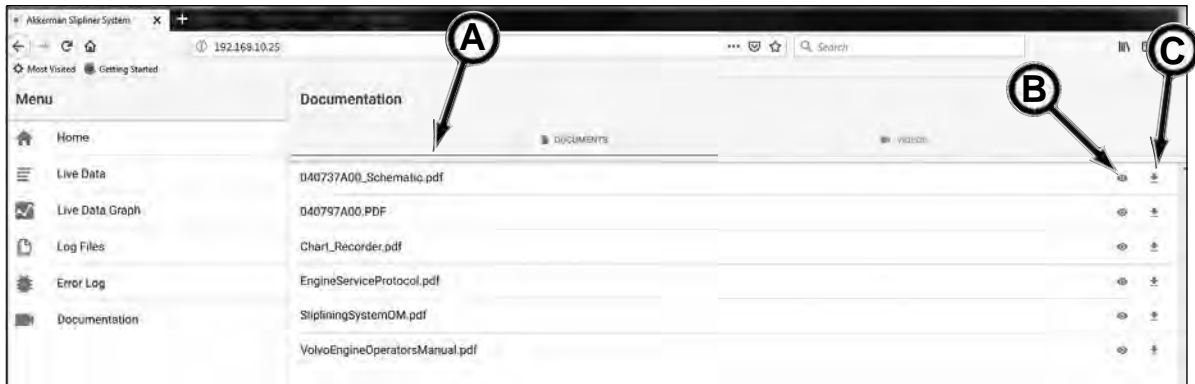 Akkerman Slipliner System
A
192.168.10.25
Search
C
Most Visited Getting Started
B
Menu
Documentation
Home
DOCUMENTS
VIDEOS
Live Data
040737A00_Schematic.pdf
Live Data Graph
040797A00.PDF
Log Files
Chart_Recorder.pdf
Error Log
EngineServiceProtocol.pdf
Documentation
SlipliningSystemOM.pdf
VolvoEngineOperatorsManual.pdf